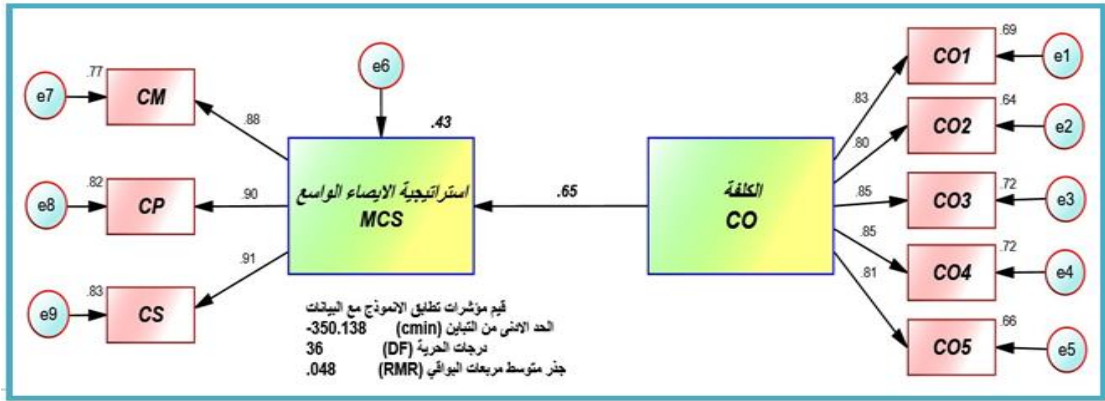 e6
.43
.65
استراتيجية الايصاء الواسع
MCS
الكلفة
CO
e7
.77
CM
.88
e8
.82
CP
.90
e9
.83
CS
.91
.83
CO1
.69
e1
.80
CO2
.64
e2
.85
CO3
.72
e3
.85
CO4
.72
e4
.81
CO5
.66
e5
قيم مؤشرات تطابق الانموذج مع البيانات
الحد الادنى من التباين (cmin) 350.138-
درجات الحرية (DF) 36
جذر متوسط مربعات البواقي (RMR) .048